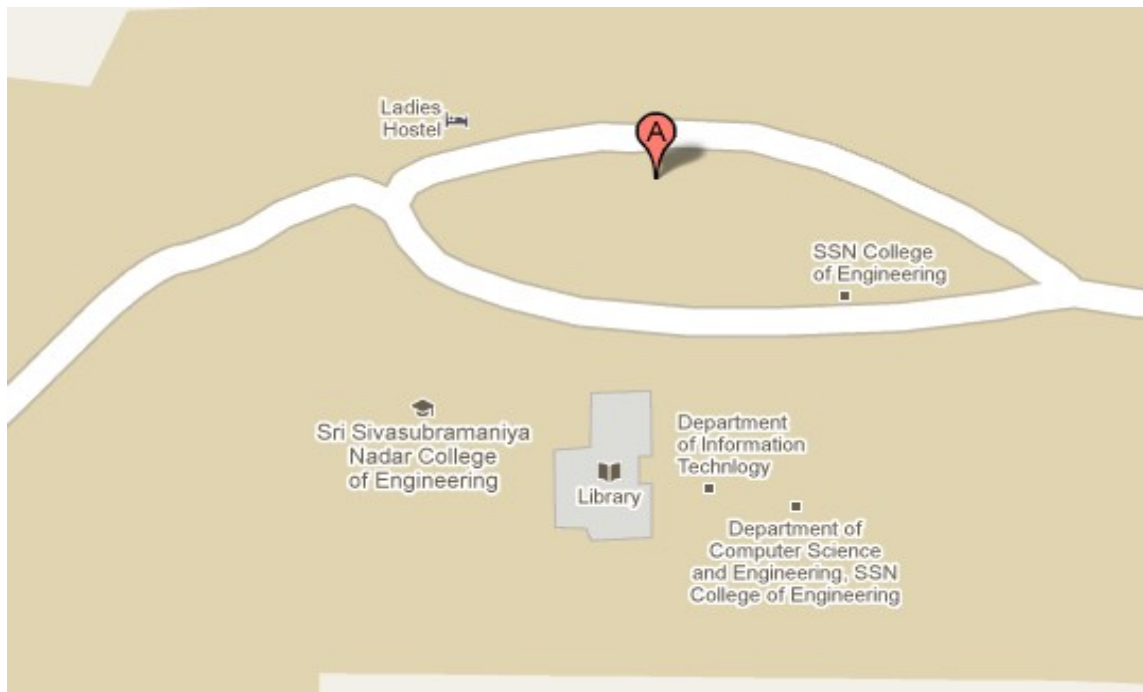 Ladies
Hostel
A
SSN College
of Engineering
Sri Sivasubramaniya
Nadar College
of Engineering
Library
Department
of Information
Technlogy
Department of
Computer Science
and Engineering, SSN
College of Engineering